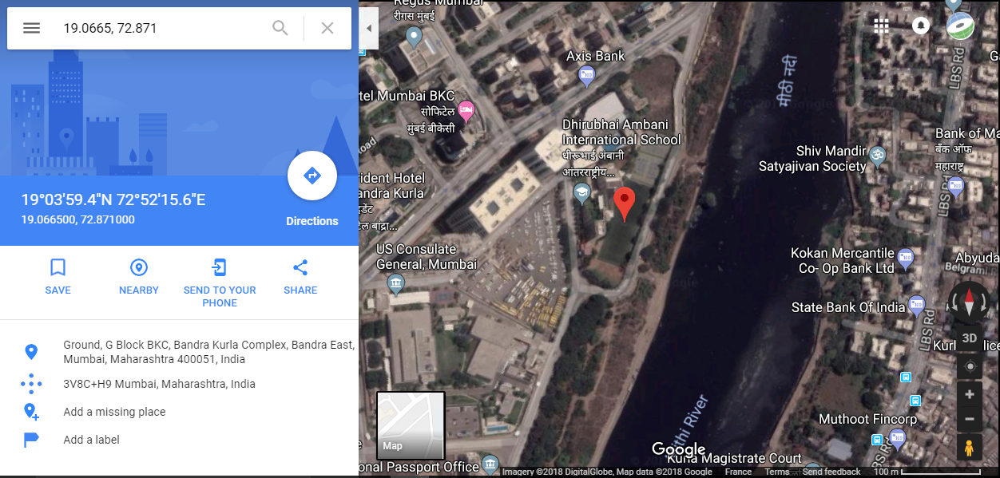 19.0665, 72.871
19°03'59.4"N 72°52'15.6"E
19.066500, 72.871000
Directions
SAVE
NEARBY
SEND TO YOUR
PHONE
SHARE
Ground, G Block BKC, Bandra Kurla Complex, Bandra East,
Mumbai, Maharashtra 400051, India
3V8C+H9 Mumbai, Maharashtra, India
Add a missing place
Add a label
Regus Mumbai
रीगस मुंबई
Axis Bank
tel Mumbai BKC
सोफिटेल
मुंबई बीकेसी
oad
Dhirubhai Ambani
International School
धीरूभाई अंबानी
आंतरराष्ट्रीय...
ident Hotel
andra Kurla
इडेंट
टेल बांद्रा...
US Consulate
General, Mumbai
मीठी नदी
LBS Rd
Bank of Ma
बँक ऑफ
महाराष्ट्र
Shiv Mandir
Satyajivan Society
LBS Rd
Kokan Mercantile
Co- Op Bank Ltd
Abyuda
Belgrami
State Bank Of India
LBS Rd
3D
Muthoot Fincorp
LBS Rd
Mithi River
Map
onal Passport Office
Google
Kurla Magistrate Court
Imagery ©2018 DigitalGlobe, Map data ©2018 Google
France
Terms
Send feedback
100 m